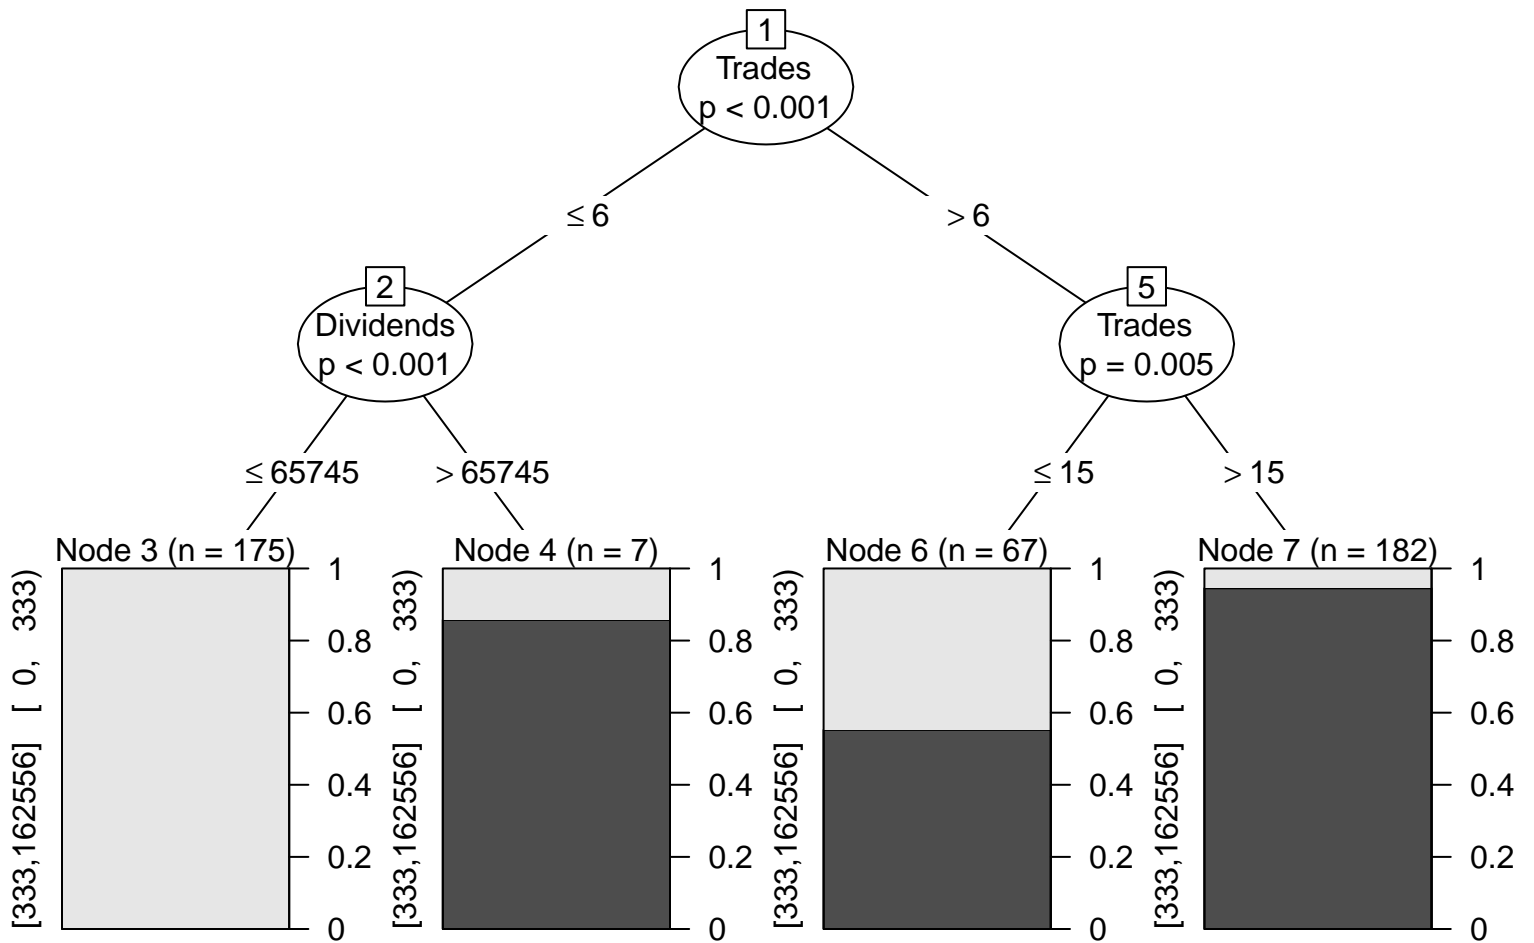 1
Trades
p < 0.001
≤ 6
> 6
2
Dividends
p < 0.001
5
Trades
p = 0.005
≤ 65745
> 65745
≤ 15
> 15
Node 3 (n = 175)
[333,162556] [ 0, 333)
1
0.8
0.6
0.4
0.2
0
Node 4 (n = 7)
[333,162556] [ 0, 333)
1
0.8
0.6
0.4
0.2
0
Node 6 (n = 67)
[333,162556] [ 0, 333)
1
0.8
0.6
0.4
0.2
0
Node 7 (n = 182)
[333,162556] [ 0, 333)
1
0.8
0.6
0.4
0.2
0